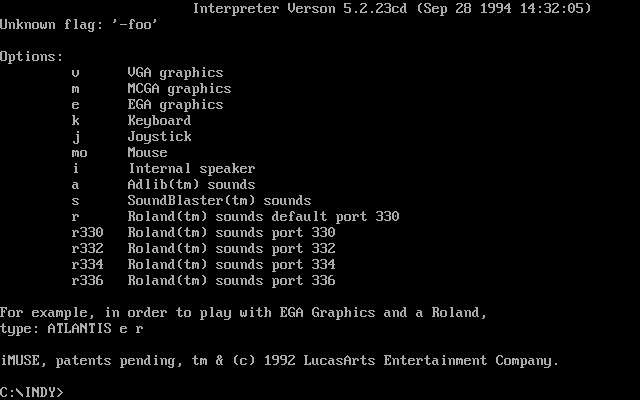 Interpreter Verson 5.2.23cd (Sep 28 1994 14:32:05)
Unknown flag: '-foo'
Options:
v VGA graphics
m MCGA graphics
e EGA graphics
k Keyboard
j Joystick
mo Mouse
i Internal speaker
a Adlib(tm) sounds
s SoundBlaster(tm) sounds
r Roland(tm) sounds default port 330
r330 Roland(tm) sounds port 330
r332 Roland(tm) sounds port 332
r334 Roland(tm) sounds port 334
r336 Roland(tm) sounds port 336
For example, in order to play with EGA Graphics and a Roland,
type: ATLANTIS e r
iMUSE, patents pending, tm & (c) 1992 LucasArts Entertainment Company.
C:\INDY>